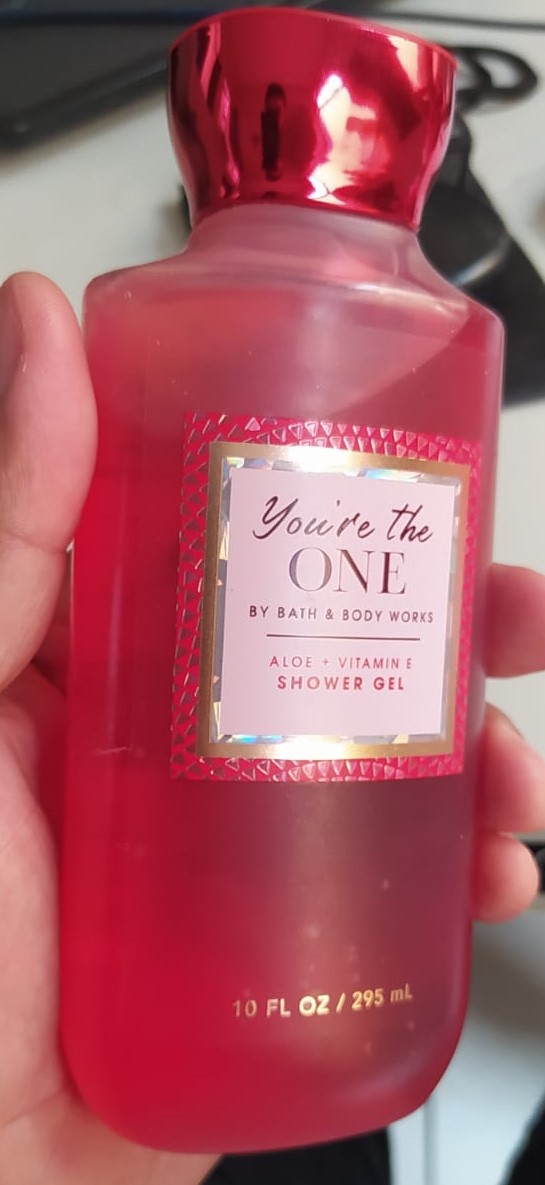 You're the
ONE
BY BATH & BODY WORKS
ALOE + VITAMIN E
SHOWER GEL
10 FL OZ / 295 mL